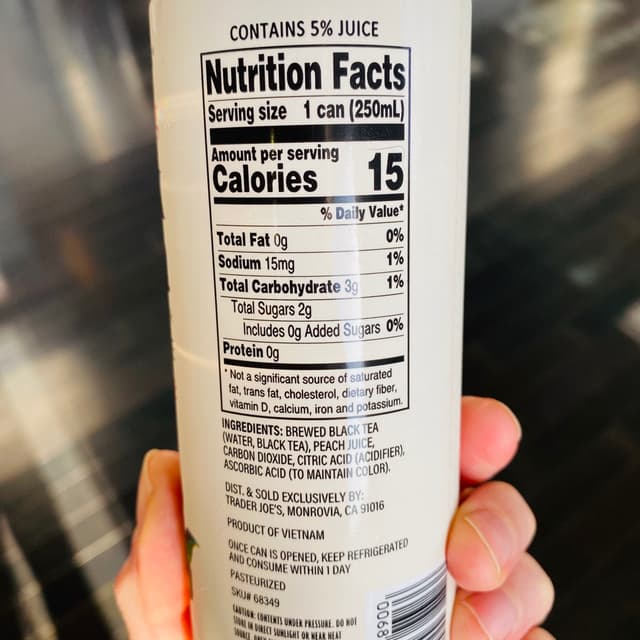 CONTAINS 5% JUICE
Nutrition Facts
Serving size 1 can (250mL)
Amount per serving
Calories 15
% Daily Value*
Total Fat 0g 0%
Sodium 15mg 1%
Total Carbohydrate 3g 1%
Total Sugars 2g
Includes 0g Added Sugars 0%
Protein 0g
* Not a significant source of saturated
fat, trans fat, cholesterol, dietary fiber,
vitamin D, calcium, iron and potassium.
INGREDIENTS: BREWED BLACK TEA
(WATER, BLACK TEA), PEACH JUICE,
CARBON DIOXIDE, CITRIC ACID (ACIDIFIER),
ASCORBIC ACID (TO MAINTAIN COLOR).
DIST. & SOLD EXCLUSIVELY BY:
TRADER JOE'S, MONROVIA, CA 91016
PRODUCT OF VIETNAM
ONCE CAN IS OPENED, KEEP REFRIGERATED
AND CONSUME WITHIN 1 DAY
PASTEURIZED
SKU# 68349
CAUTION: CONTENTS UNDER PRESSURE. DO NOT
STORE IN DIRECT SUNLIGHT OR NEAR HEAT